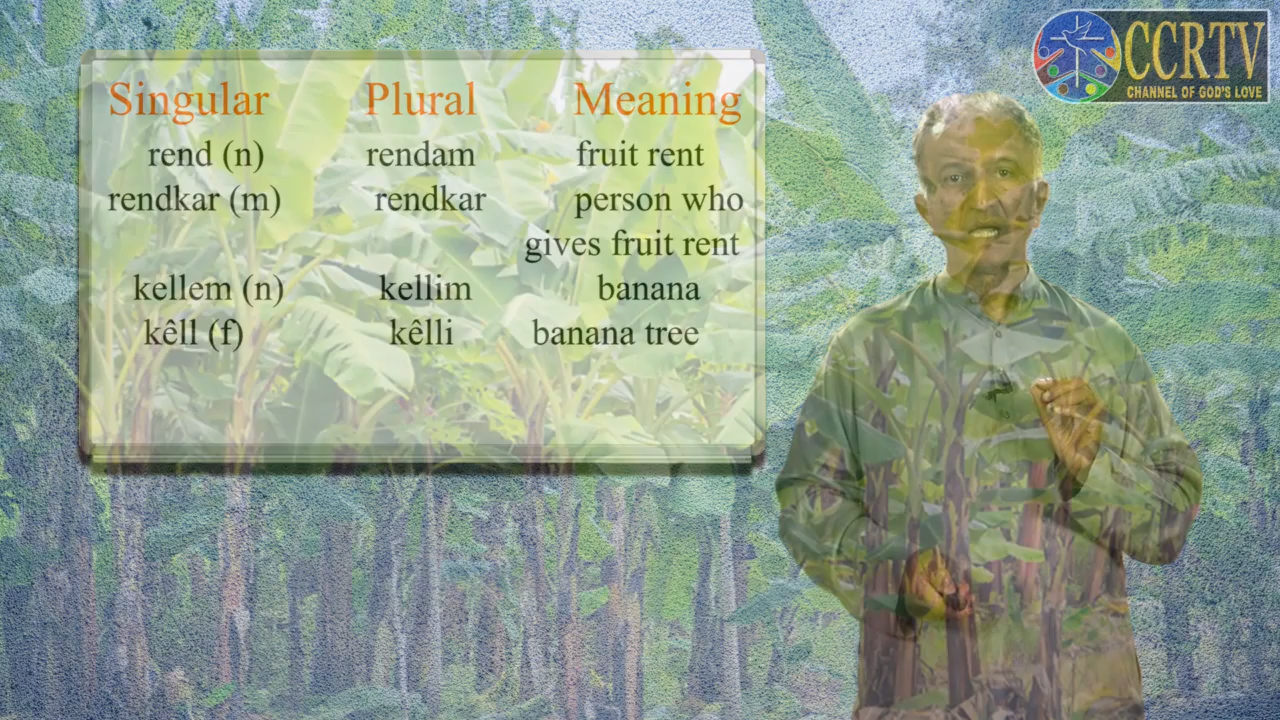 CCRTV
CHANNEL OF GOD'S LOVE
Singular Plural Meaning
rend (n) rendam fruit rent
rendkar (m) rendkar person who
gives fruit rent
kellem (n) kellim banana
kêll (f) kêlli banana tree